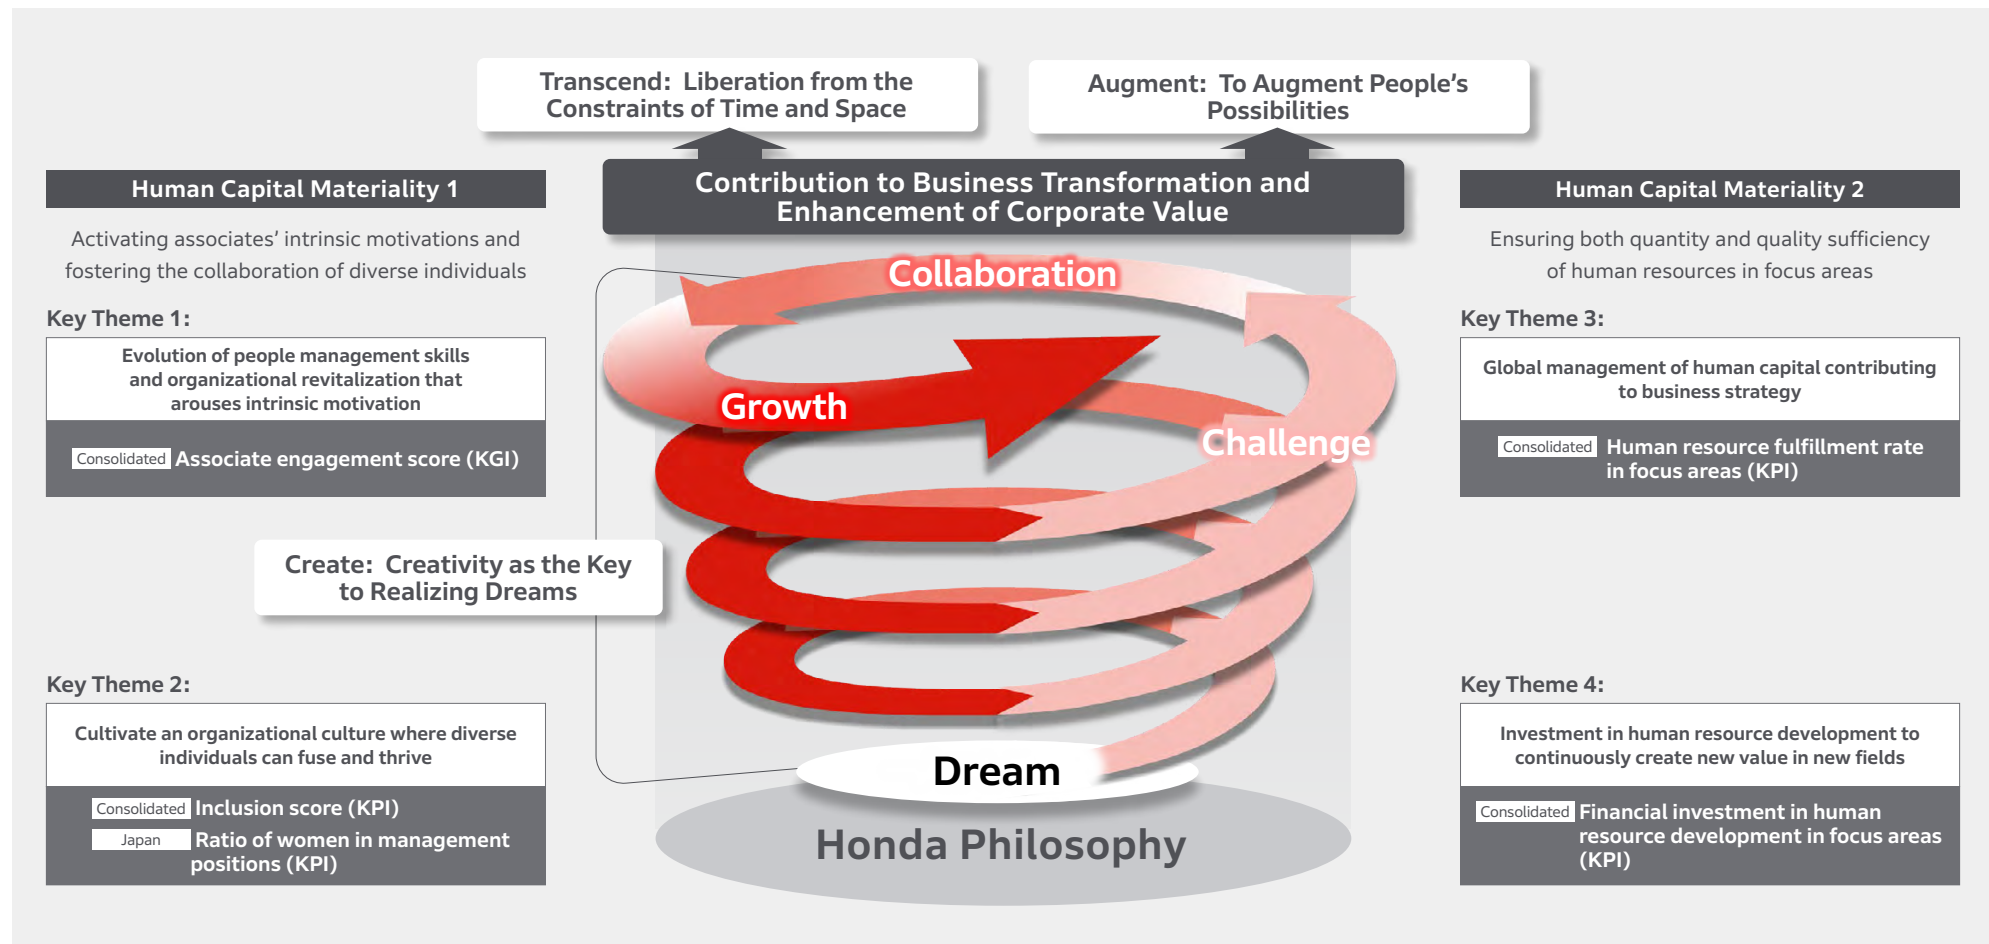 Transcend:  Liberation from the
Constraints of Time and Space
Augment:  To Augment People's
Possibilities
Contribution to Business Transformation and
Enhancement of Corporate Value
Human Capital Materiality 1
Activating associates' intrinsic motivations and
fostering the collaboration of diverse individuals
Key Theme 1:
Evolution of people management skills
and organizational revitalization that
arouses intrinsic motivation
Consolidated Associate engagement score (KGI)
Create:  Creativity as the Key
to Realizing Dreams
Key Theme 2:
Cultivate an organizational culture where diverse
individuals can fuse and thrive
Consolidated Inclusion score (KPI)
Japan Ratio of women in management
positions (KPI)
Collaboration
Growth
Challenge
Dream
Honda Philosophy
Human Capital Materiality 2
Ensuring both quantity and quality sufficiency
of human resources in focus areas
Key Theme 3:
Global management of human capital contributing
to business strategy
Consolidated Human resource fulfillment rate
in focus areas (KPI)
Key Theme 4:
Investment in human resource development to
continuously create new value in new fields
Consolidated Financial investment in human
resource development in focus areas
(KPI)